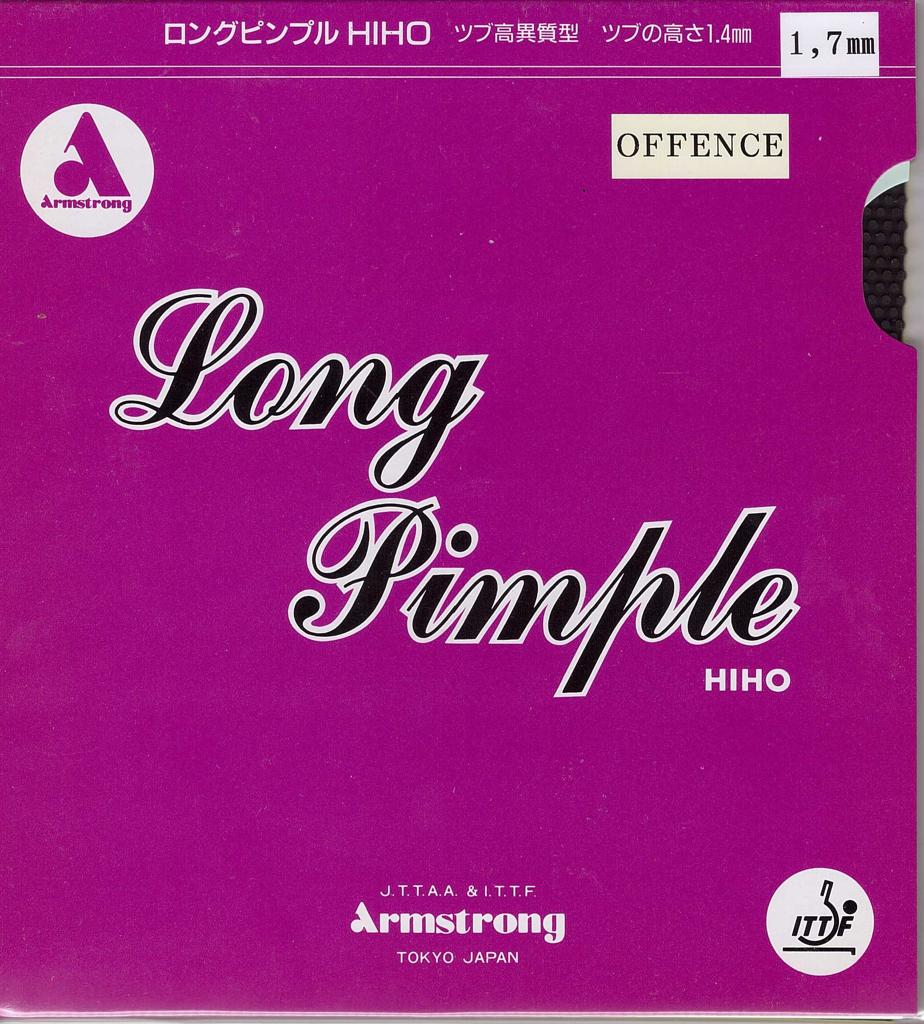 ロングピンプル HIHO ツブ高異質型 ツブの高さ1.4mm
1,7mm
OFFENCE
Armstrong
Long
Pimple
HIHO
J.T.T.A.A. & I.T.T.F.
Armstrong
TOKYO JAPAN
ITTF